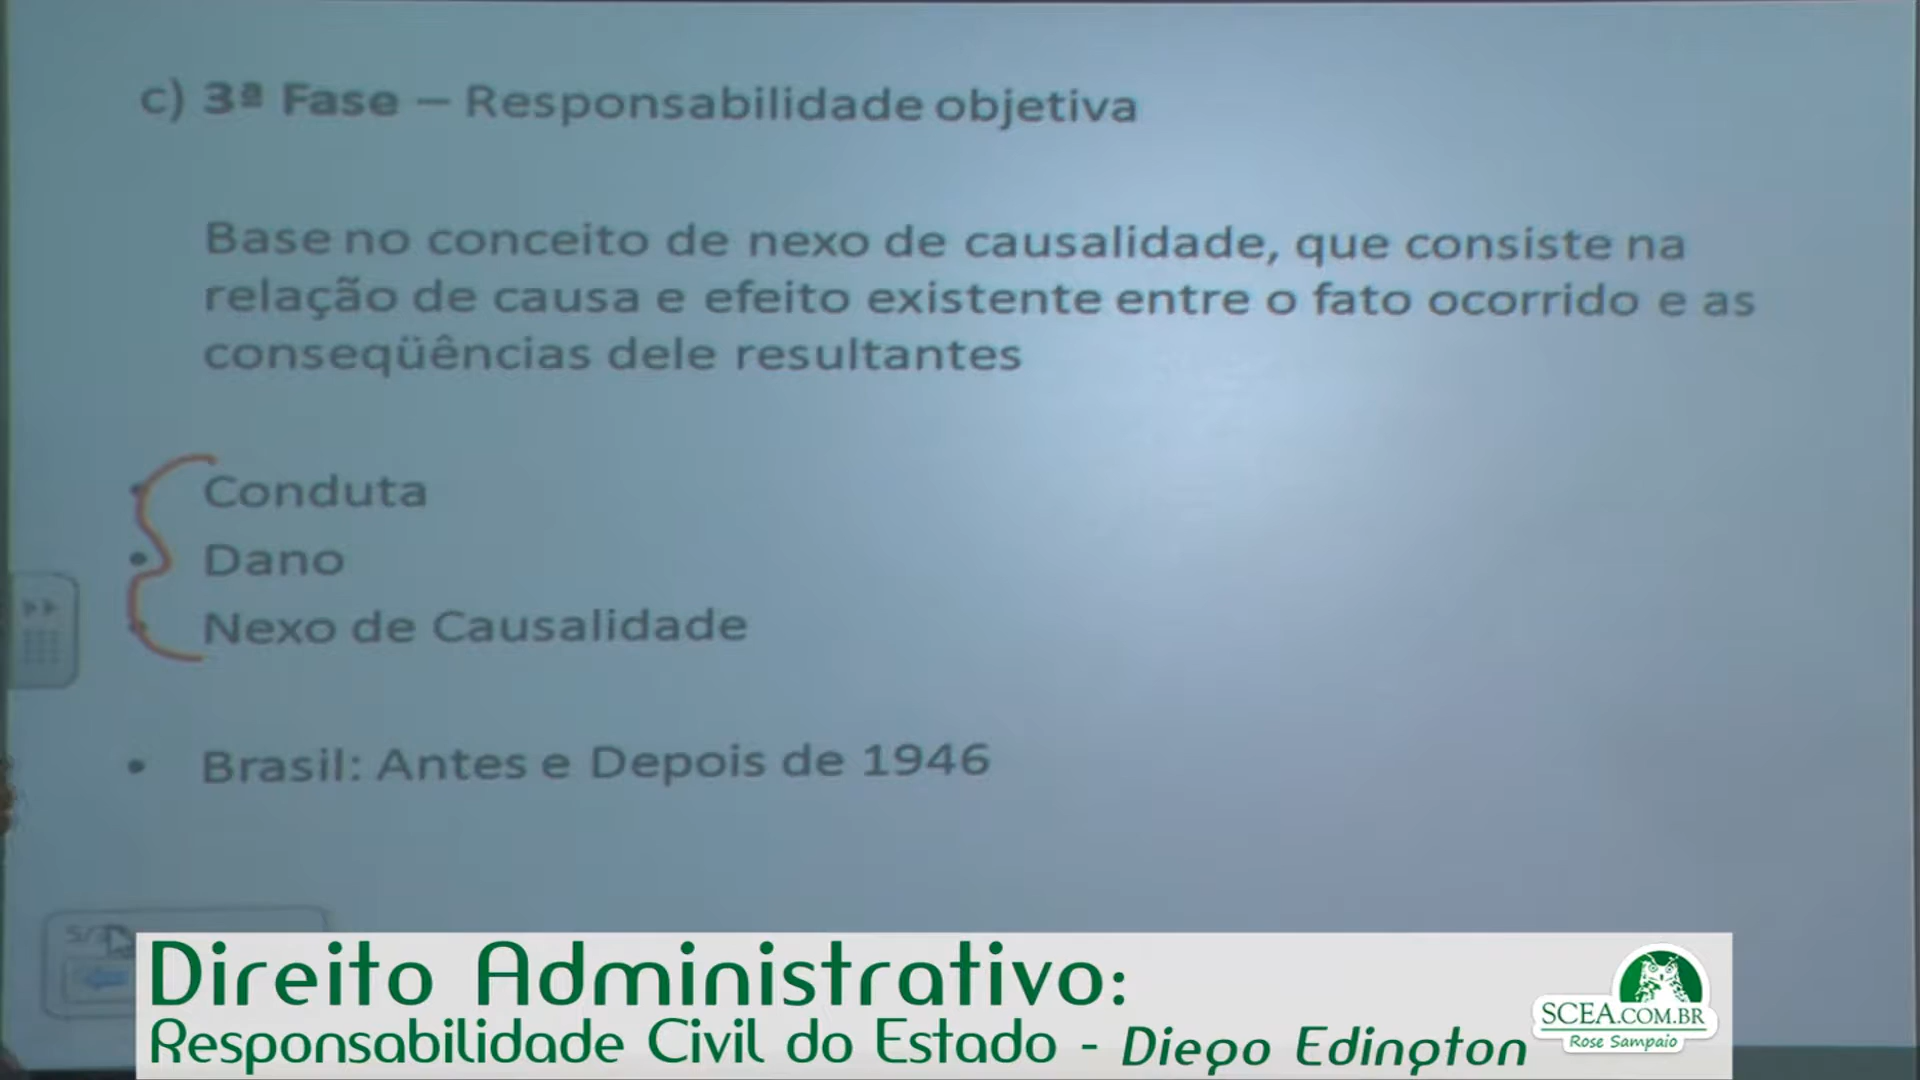 c) 3ª Fase – Responsabilidade objetiva
Base no conceito de nexo de causalidade, que consiste na
relação de causa e efeito existente entre o fato ocorrido e as
conseqüências dele resultantes
• Conduta
• Dano
• Nexo de Causalidade
• Brasil: Antes e Depois de 1946
Direito Administrativo:
Responsabilidade Civil do Estado - Diego Edington
SCEA.COM.BR
Rose Sampaio